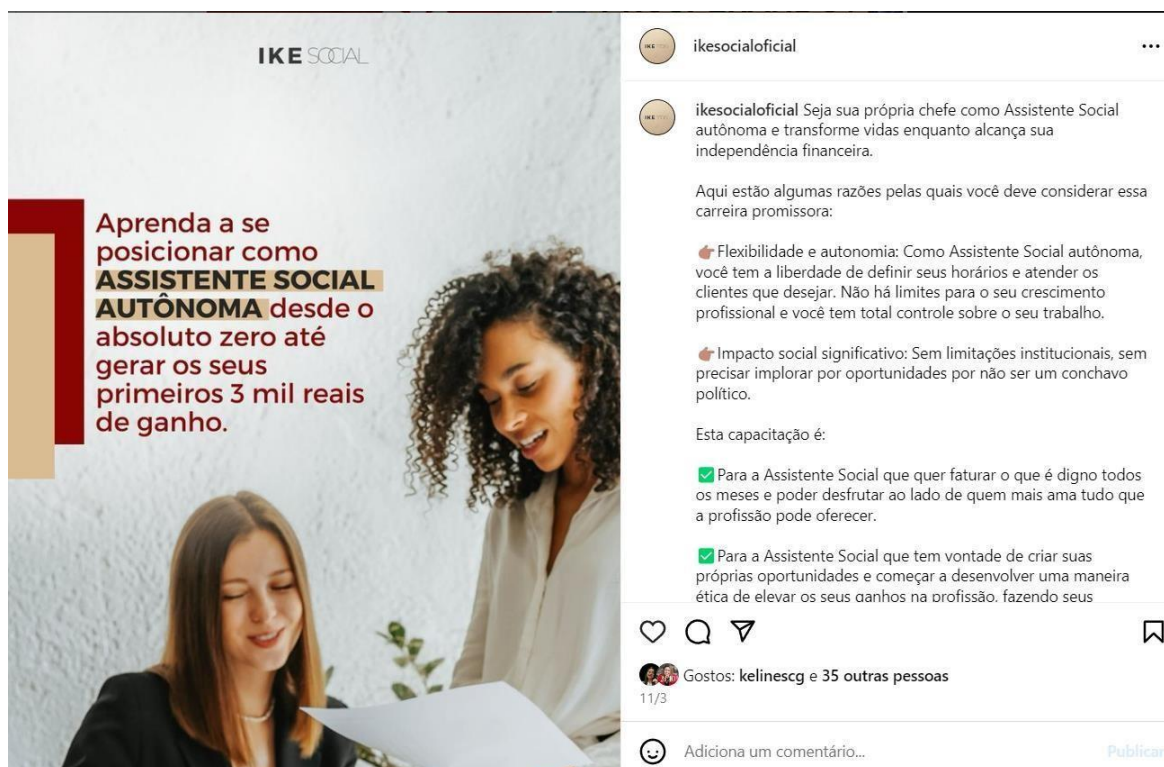 IKE SOCIAL
Aprenda a se
posicionar como
ASSISTENTE SOCIAL
AUTÔNOMA desde o
absoluto zero até
gerar os seus
primeiros 3 mil reais
de ganho.
ikesocialoficial
ikesocialoficial Seja sua própria chefe como Assistente Social
autônoma e transforme vidas enquanto alcança sua
independência financeira.
Aqui estão algumas razões pelas quais você deve considerar essa
carreira promissora:
👉🏽 Flexibilidade e autonomia: Como Assistente Social autônoma,
você tem a liberdade de definir seus horários e atender os
clientes que desejar. Não há limites para o seu crescimento
profissional e você tem total controle sobre o seu trabalho.
👉🏽 Impacto social significativo: Sem limitações institucionais, sem
precisar implorar por oportunidades por não ser um conchavo
político.
Esta capacitação é:
✅ Para a Assistente Social que quer faturar o que é digno todos
os meses e poder desfrutar ao lado de quem mais ama tudo que
a profissão pode oferecer.
✅ Para a Assistente Social que tem vontade de criar suas
próprias oportunidades e começar a desenvolver uma maneira
ética de elevar os seus ganhos na profissão, fazendo seus
Gostos: kelinescg e 35 outras pessoas
11/3
Adiciona um comentário...
Publicar